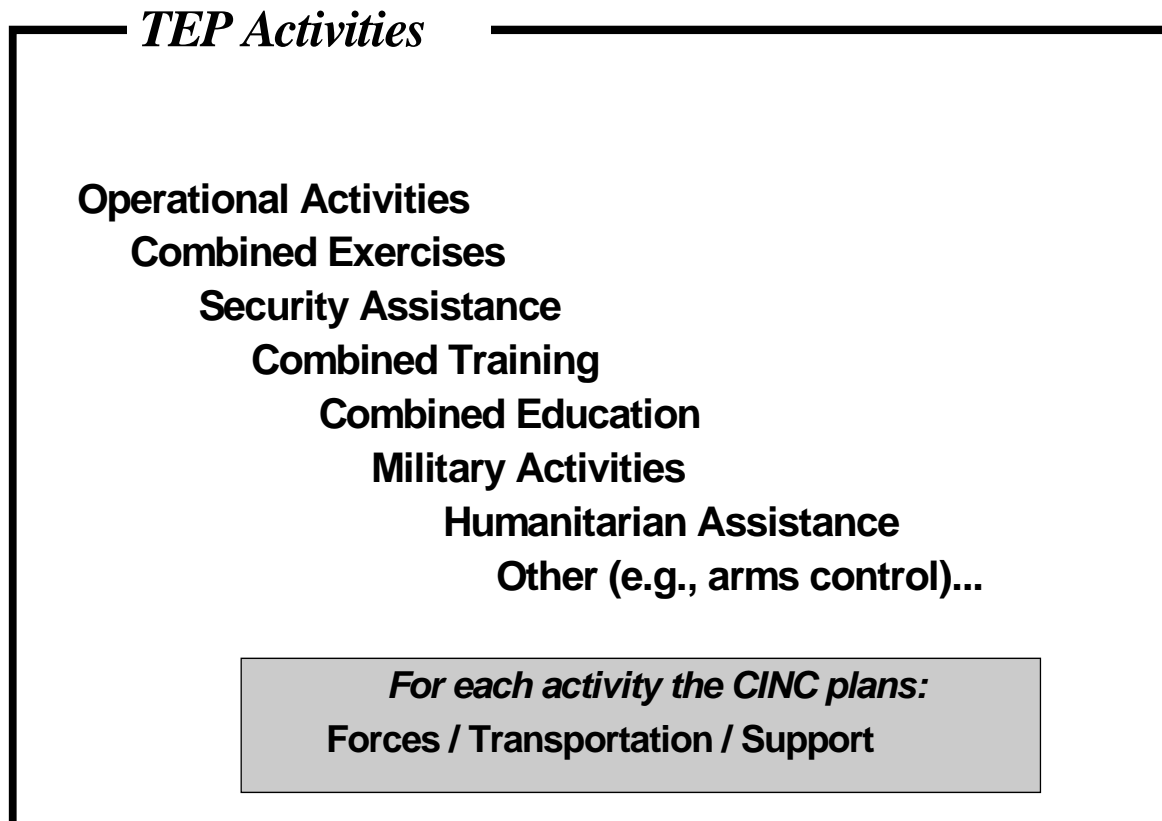 TEP Activities
Operational Activities
Combined Exercises
Security Assistance
Combined Training
Combined Education
Military Activities
Humanitarian Assistance
Other (e.g., arms control)...
For each activity the CINC plans:
Forces / Transportation / Support